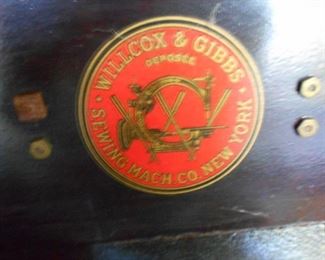 WILLCOX & GIBBS
DEPOSÉE
SEWING MACH. CO. NEW YORK